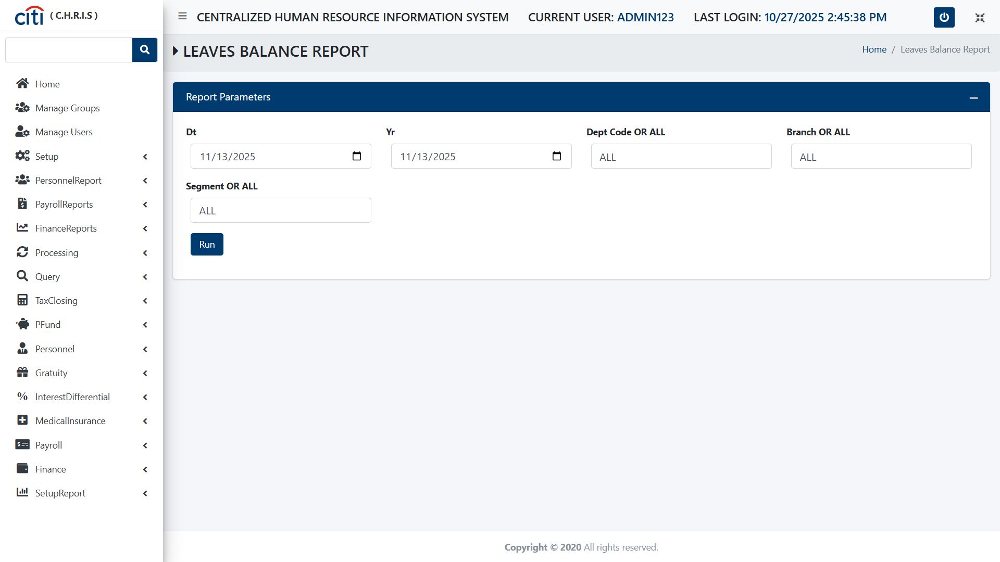 citi ( C.H.R.I.S )
CENTRALIZED HUMAN RESOURCE INFORMATION SYSTEM CURRENT USER: ADMIN123 LAST LOGIN: 10/27/2025 2:45:38 PM
LEAVES BALANCE REPORT
Home / Leaves Balance Report
Home
Manage Groups
Manage Users
Setup
PersonnelReport
PayrollReports
FinanceReports
Processing
Query
TaxClosing
PFund
Personnel
Gratuity
% InterestDifferential
MedicalInsurance
Payroll
Finance
SetupReport
Report Parameters
Dt Yr Dept Code OR ALL Branch OR ALL
11/13/2025 11/13/2025 ALL ALL
Segment OR ALL
ALL
Run
Copyright © 2020 All rights reserved.